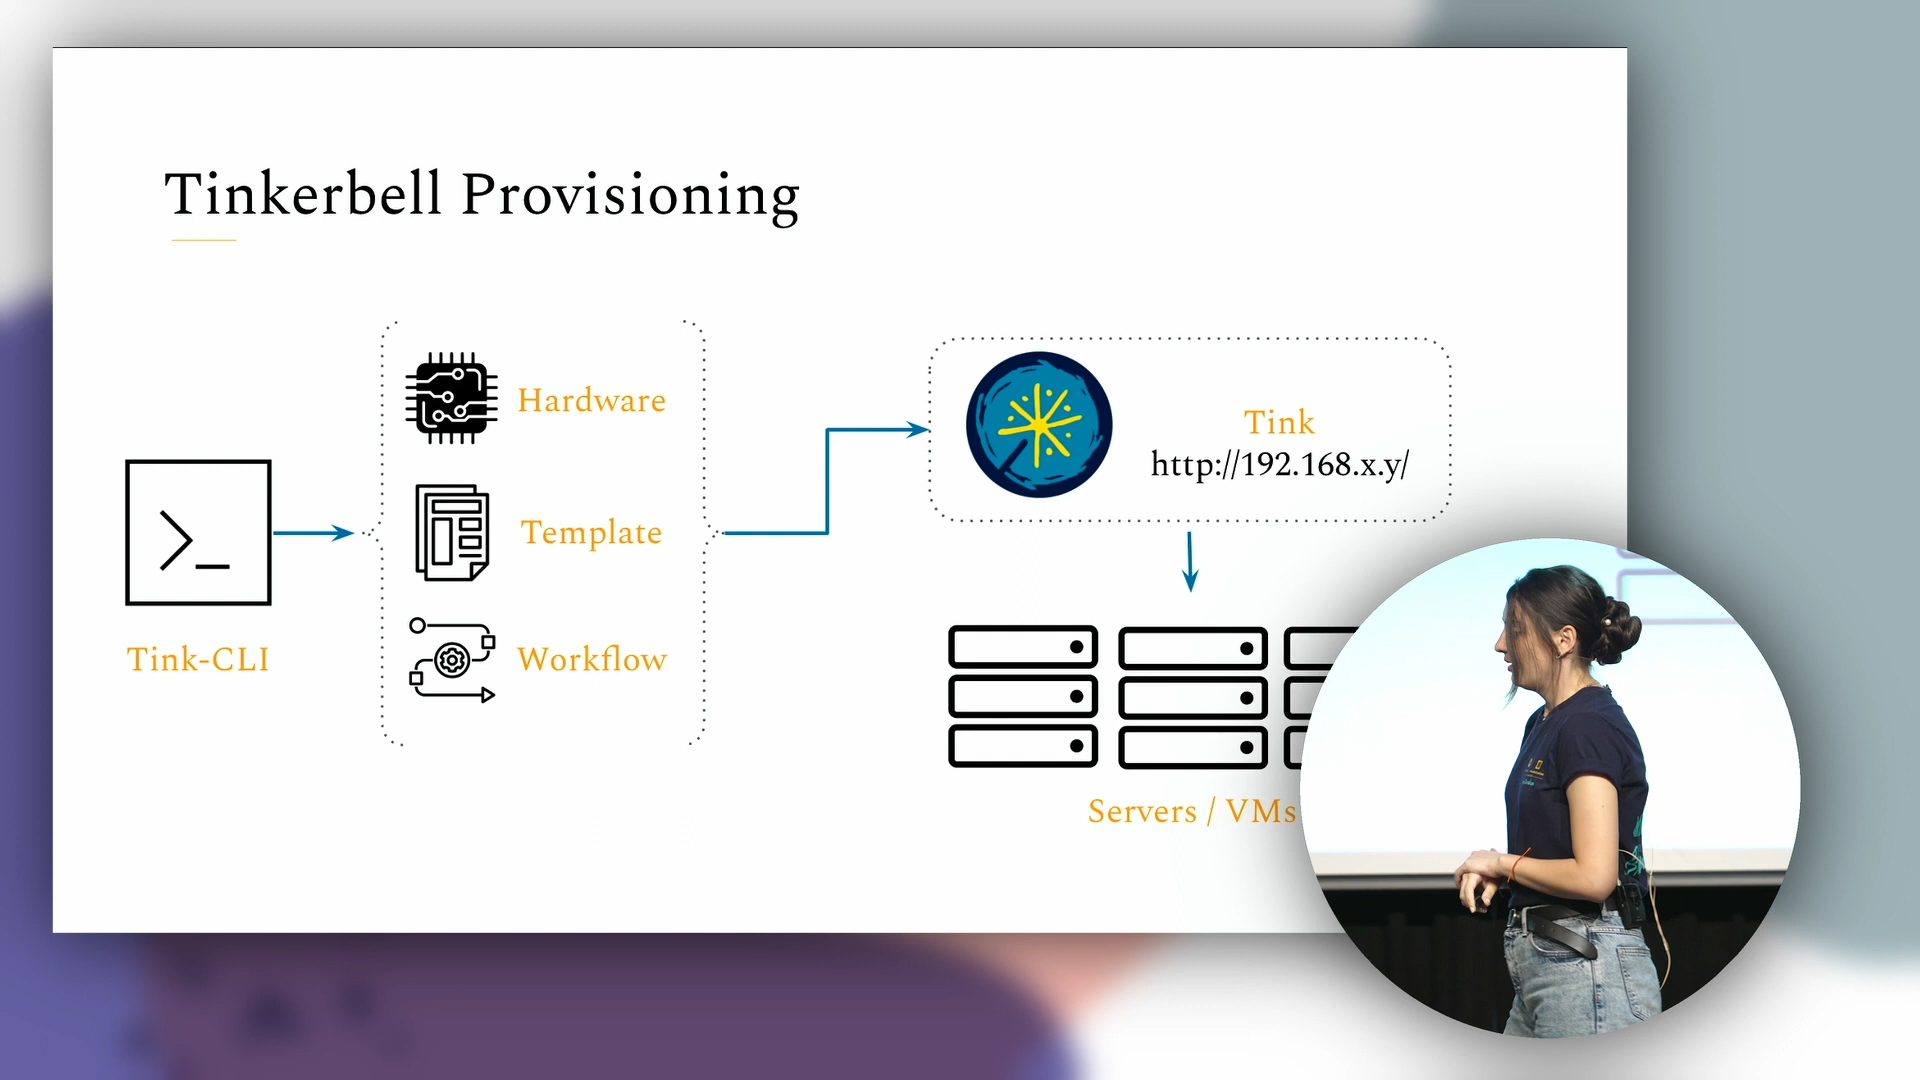 Tinkerbell Provisioning
Tink-CLI
Hardware
Template
Workflow
Tink
http://192.168.x.y/
Servers / VMs